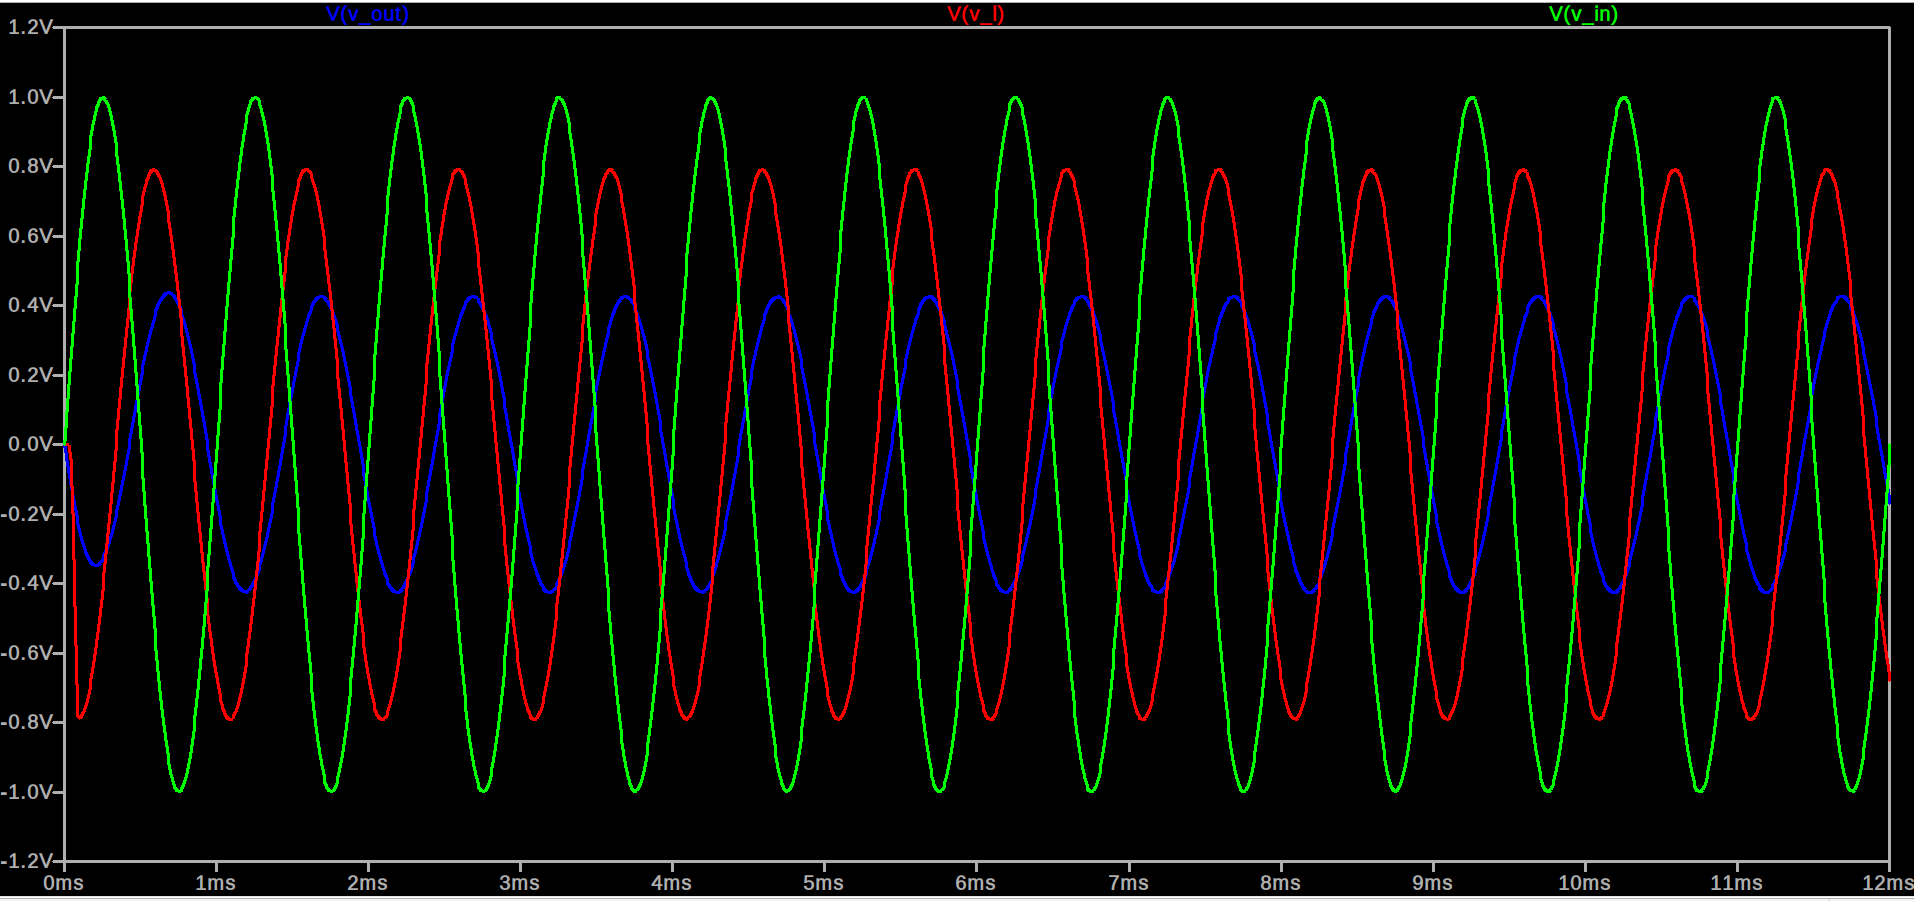 V(v_out) V(v_l) V(v_in)
1.2V
1.0V
0.8V
0.6V
0.4V
0.2V
0.0V
-0.2V
-0.4V
-0.6V
-0.8V
-1.0V
-1.2V
0ms 1ms 2ms 3ms 4ms 5ms 6ms 7ms 8ms 9ms 10ms 11ms 12ms